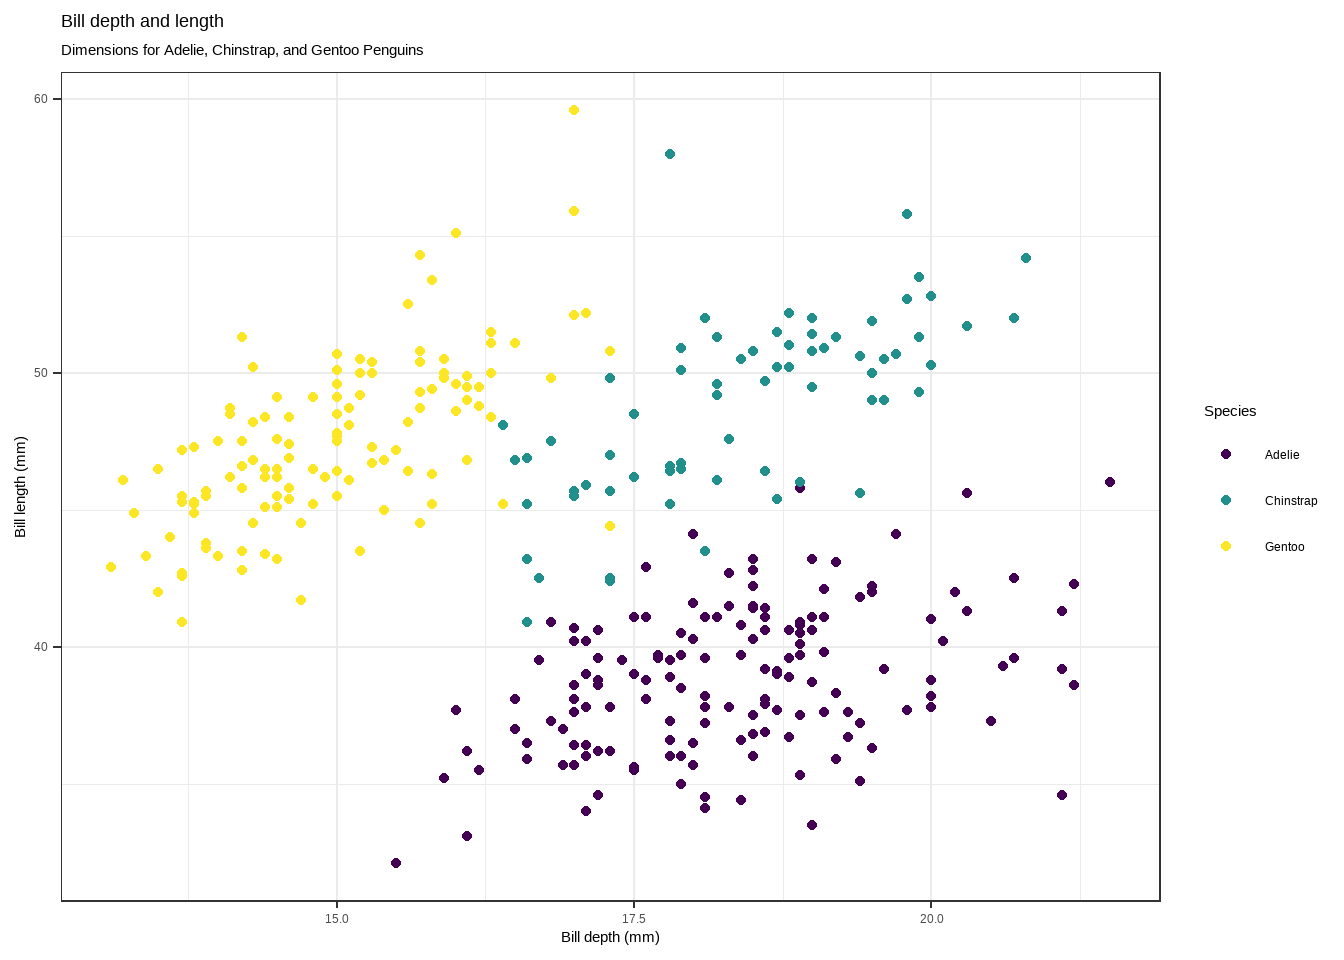 Bill depth and length
Dimensions for Adelie, Chinstrap, and Gentoo Penguins
60
50
40
Bill length (mm)
15.0
17.5
20.0
Bill depth (mm)
Species
Adelie
Chinstrap
Gentoo